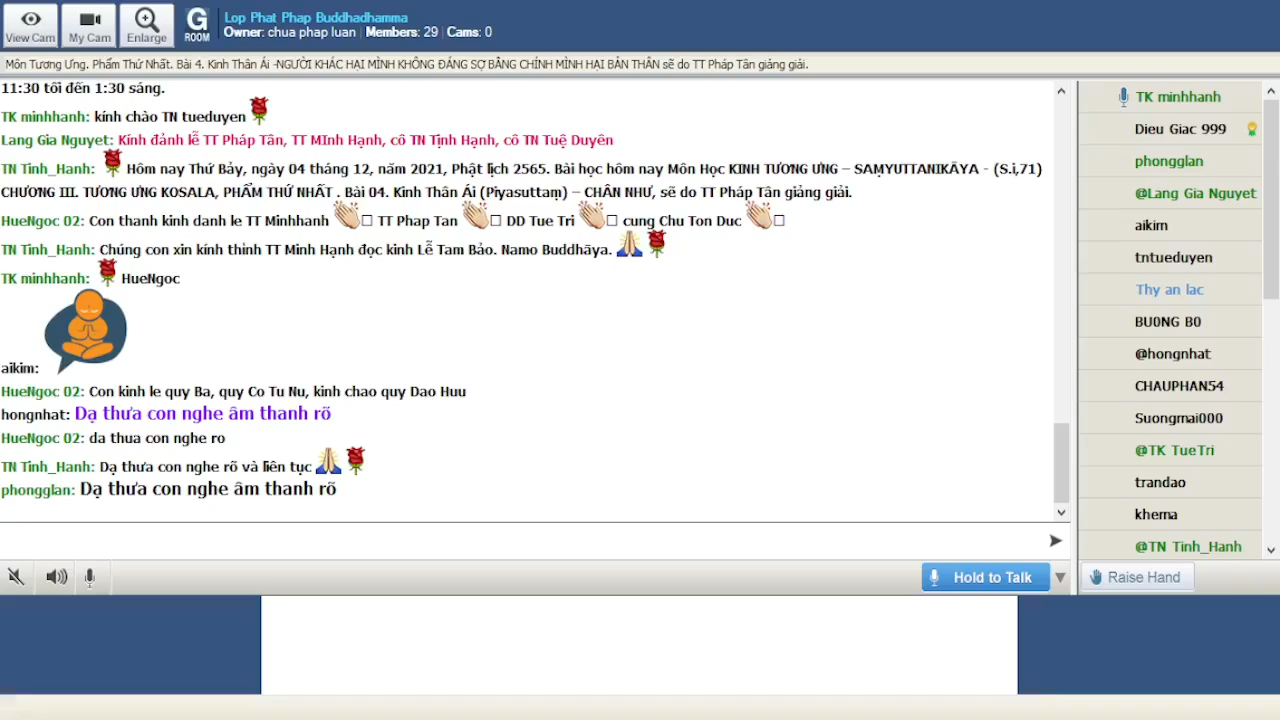 View Cam
My Cam
Enlarge
G
ROOM
Lop Phat Phap Buddhadhamma
Owner: chua phap luan | Members: 29 | Cams: 0
Môn Tương Ưng. Phẩm Thứ Nhất. Bài 4. Kinh Thân Ái -NGƯỜI KHÁC HẠI MÌNH KHÔNG ĐÁNG SỢ BẰNG CHÍNH MÌNH HẠI BẢN THÂN sẽ do TT Pháp Tân giảng giải.
11:30 tối đến 1:30 sáng.
TK minhhanh: kính chào TN tueduyen
Lang Gia Nguyet: Kính đảnh lễ TT Pháp Tân, TT MInh Hạnh, cô TN Tịnh Hạnh, cô TN Tuệ Duyên
TN Tinh_Hanh: Hôm nay Thứ Bảy, ngày 04 tháng 12, năm 2021, Phật lịch 2565. Bài học hôm nay Môn Học KINH TƯƠNG ƯNG – SAṂYUTTANIKĀYA - (S.i,71)
CHƯƠNG III. TƯƠNG ƯNG KOSALA, PHẨM THỨ NHẤT . Bài 04. Kinh Thân Ái (Piyasuttaṃ) – CHÂN NHƯ, sẽ do TT Pháp Tân giảng giải.
HueNgoc 02: Con thanh kinh danh le TT Minhhanh TT Phap Tan DD Tue Tri cung Chu Ton Duc
TN Tinh_Hanh: Chúng con xin kính thỉnh TT Minh Hạnh đọc kinh Lễ Tam Bảo. Namo Buddhāya.
TK minhhanh: HueNgoc
aikim:
HueNgoc 02: Con kinh le quy Ba, quy Co Tu Nu, kinh chao quy Dao Huu
hongnhat: Dạ thưa con nghe âm thanh rõ
HueNgoc 02: da thua con nghe ro
TN Tinh_Hanh: Dạ thưa con nghe rõ và liên tục
phongglan: Dạ thưa con nghe âm thanh rõ
Hold to Talk
TK minhhanh
Dieu Giac 999
phongglan
@Lang Gia Nguyet
aikim
tntueduyen
Thy an lac
BU0NG B0
@hongnhat
CHAUPHAN54
Suongmai000
@TK TueTri
trandao
khema
@TN Tinh_Hanh
Raise Hand